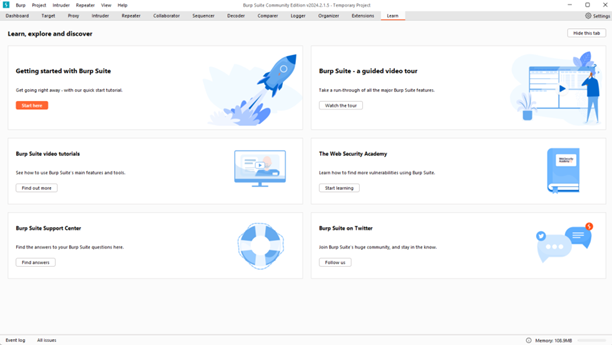 Burp Project Intruder Repeater View Help
Burp Suite Community Edition v2024.2.1.5 - Temporary Project
Dashboard Target Proxy Intruder Repeater Collaborator Sequencer Decoder Comparer Logger Organizer Extensions Learn
Settings
Learn, explore and discover
Hide this tab
Getting started with Burp Suite
Get going right away - with our quick start tutorial.
Start here
Burp Suite - a guided video tour
Take a run-through of all the major Burp Suite features.
Watch the tour
Burp Suite video tutorials
See how to use Burp Suite's main features and tools.
Find out more
The Web Security Academy
Learn how to find more vulnerabilities using Burp Suite.
Start learning
Burp Suite Support Center
Find the answers to your Burp Suite questions here.
Find answers
Burp Suite on Twitter
Join Burp Suite's huge community, and stay in the know.
Follow us
Event log All issues
Memory: 108.9MB